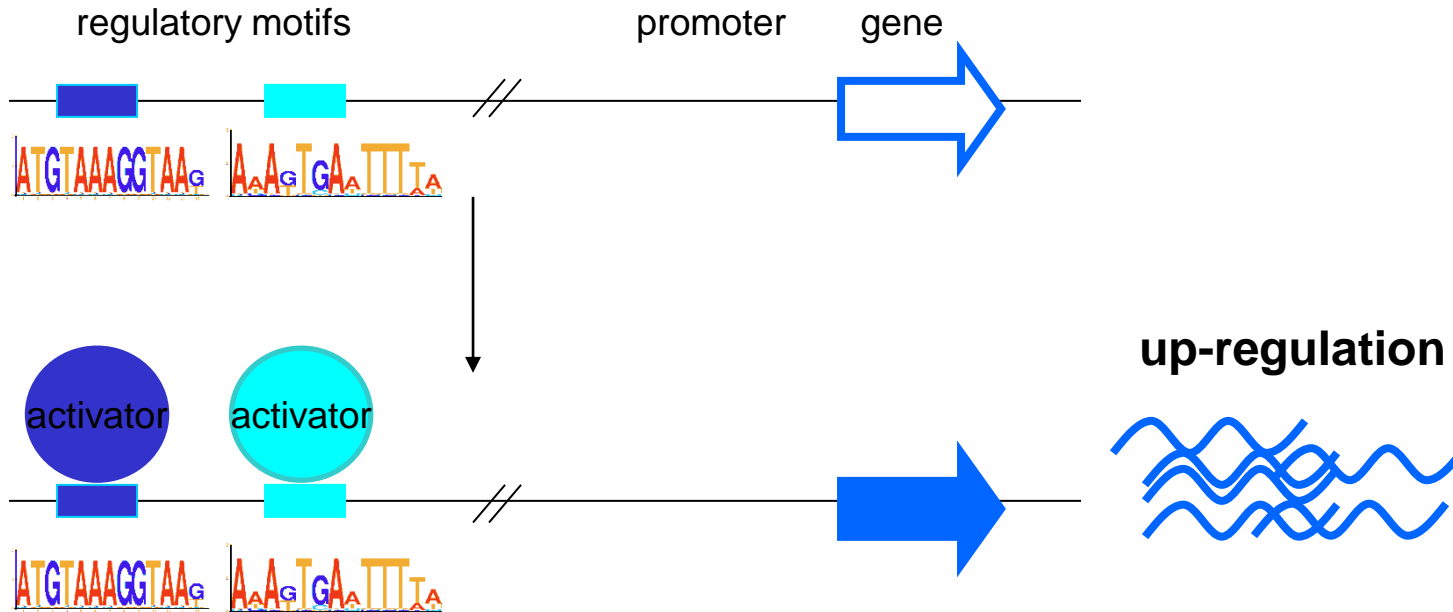 regulatory motifs promoter gene
ATGTAAAGGTAAG AAAGTGAATTTTA
up-regulation
activator activator
ATGTAAAGGTAAG AAAGTGAATTTTA